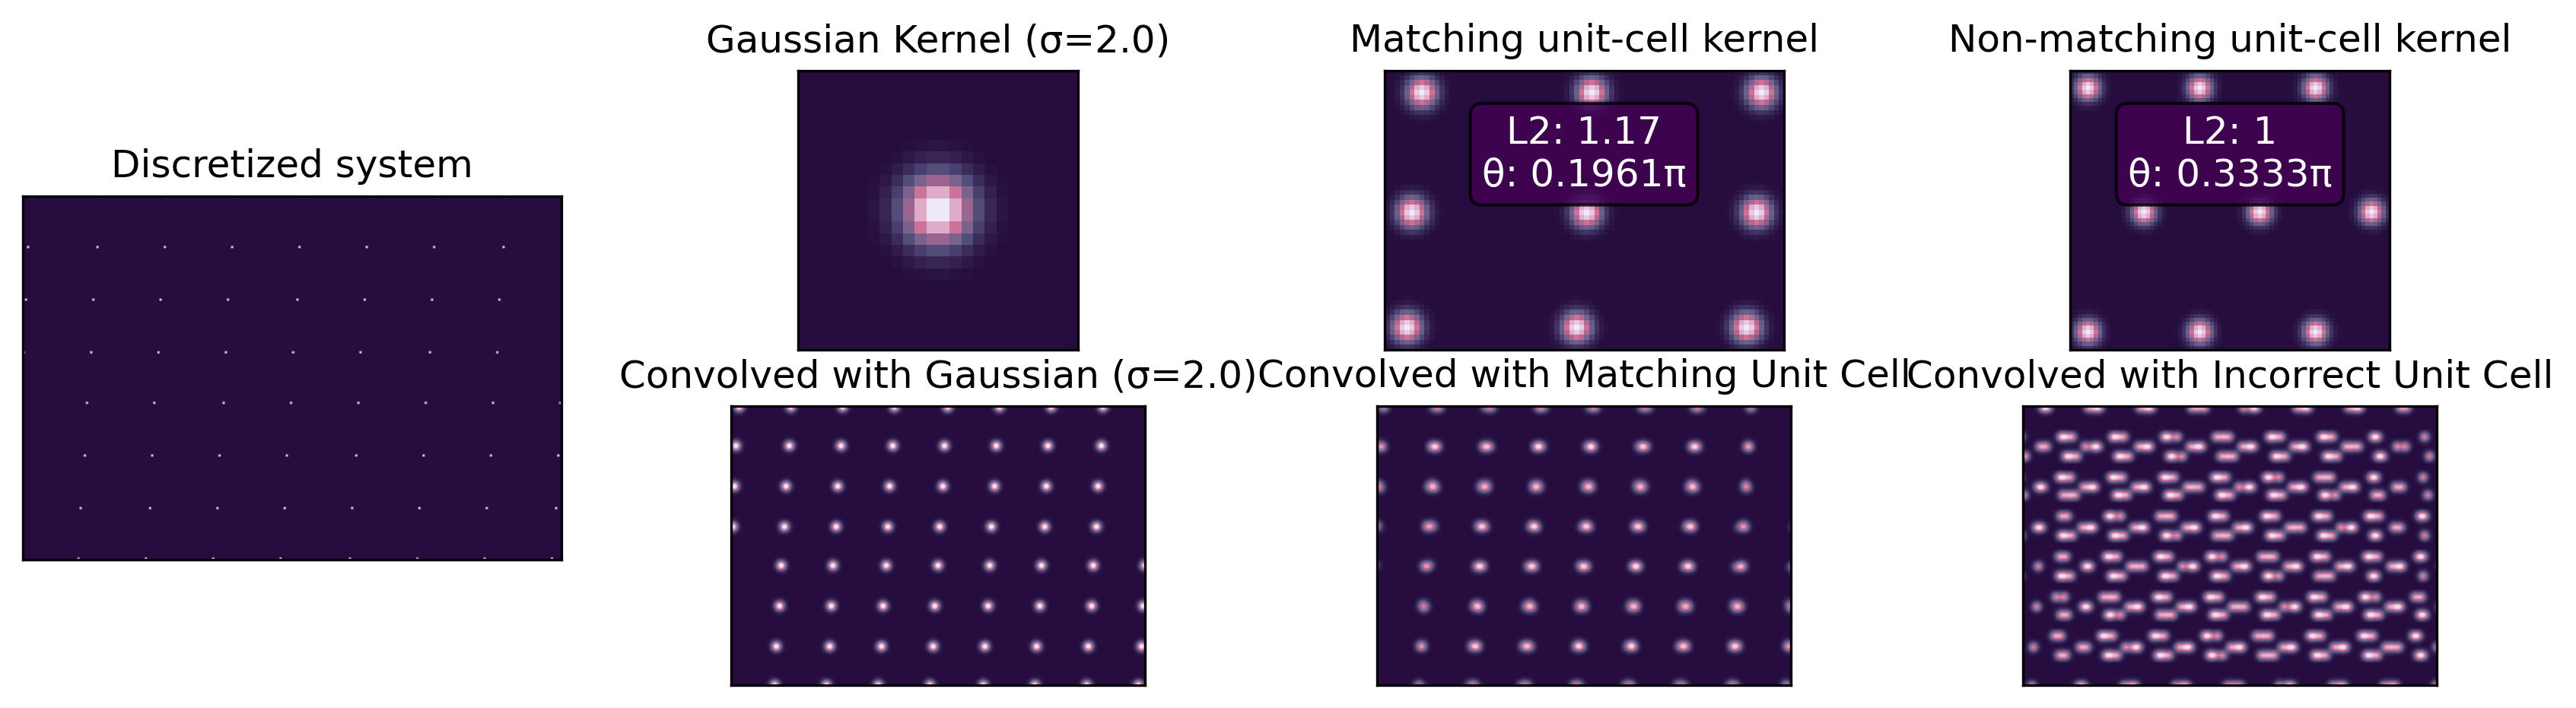 Discretized system
Gaussian Kernel (σ=2.0)
Matching unit-cell kernel
L2: 1.17
θ: 0.1961π
Non-matching unit-cell kernel
L2: 1
θ: 0.3333π
Convolved with Gaussian (σ=2.0)
Convolved with Matching Unit Cell
Convolved with Incorrect Unit Cell